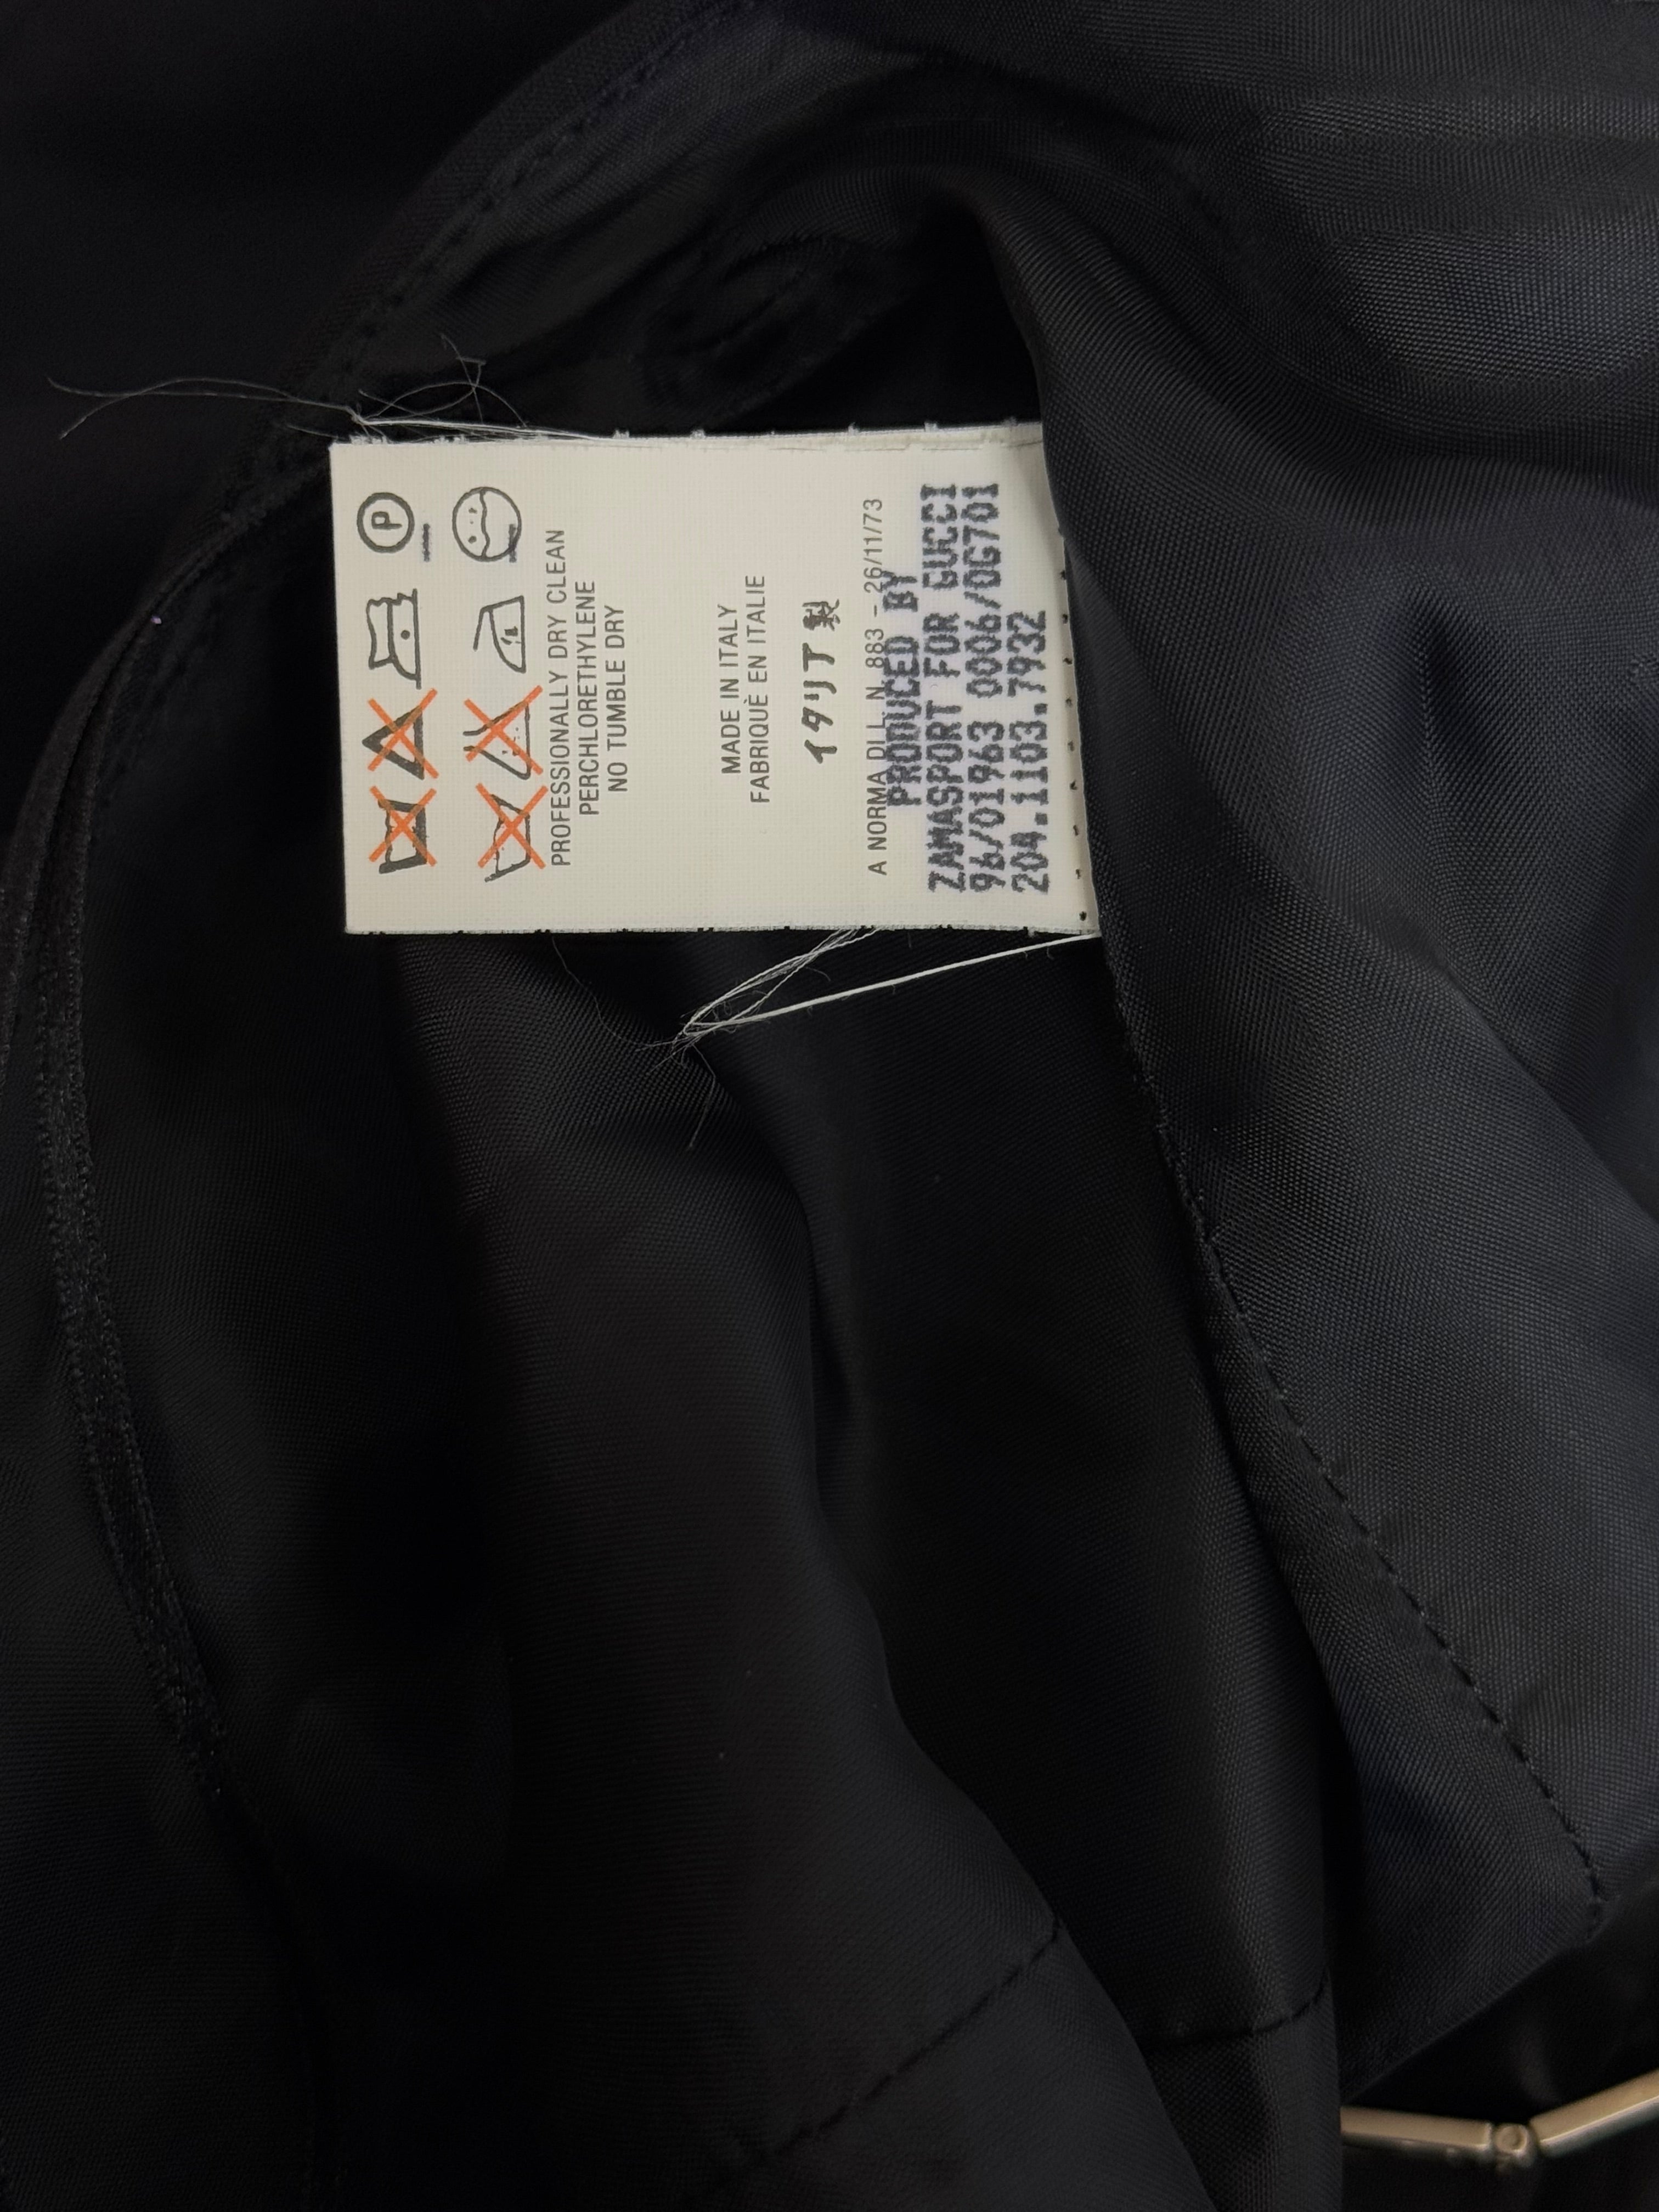 P
PROFESSIONALLY DRY CLEAN
PERCHLORETHYLENE
NO TUMBLE DRY
MADE IN ITALY
FABRIQUÈ EN ITALIE
イタリア製
A NORMA DI L. N. 883 - 26/11/73
PRODUCED BY
ZAMASPORT FOR GUCCI
96/01963 0006/0G701
204.1103.7932